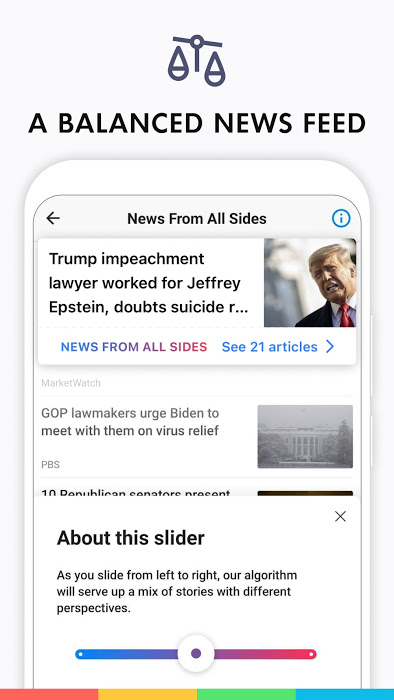 A BALANCED NEWS FEED
News From All Sides
Trump impeachment
lawyer worked for Jeffrey
Epstein, doubts suicide r...
NEWS FROM ALL SIDES See 21 articles
MarketWatch
GOP lawmakers urge Biden to
meet with them on virus relief
PBS
10 Republican senators present
About this slider
As you slide from left to right, our algorithm
will serve up a mix of stories with different
perspectives.